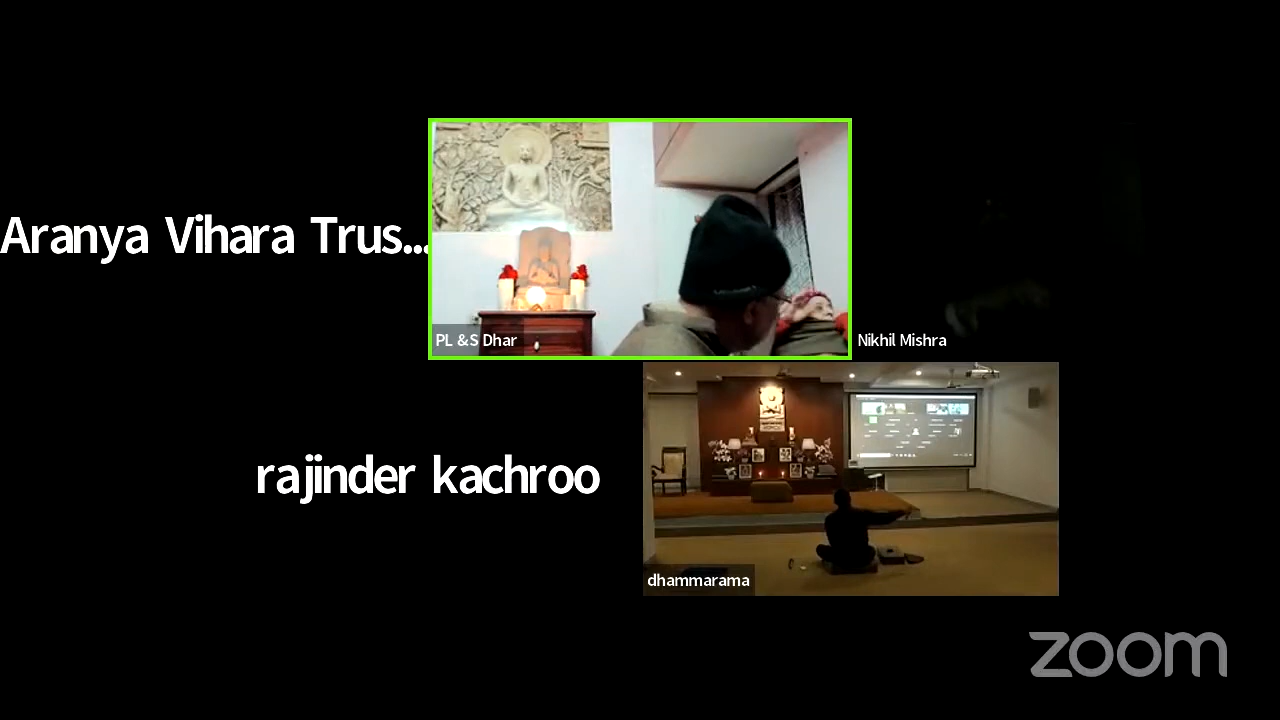 Aranya Vihara Trus...
PL &S Dhar
Nikhil Mishra
rajinder kachroo
dhammarama
zoom